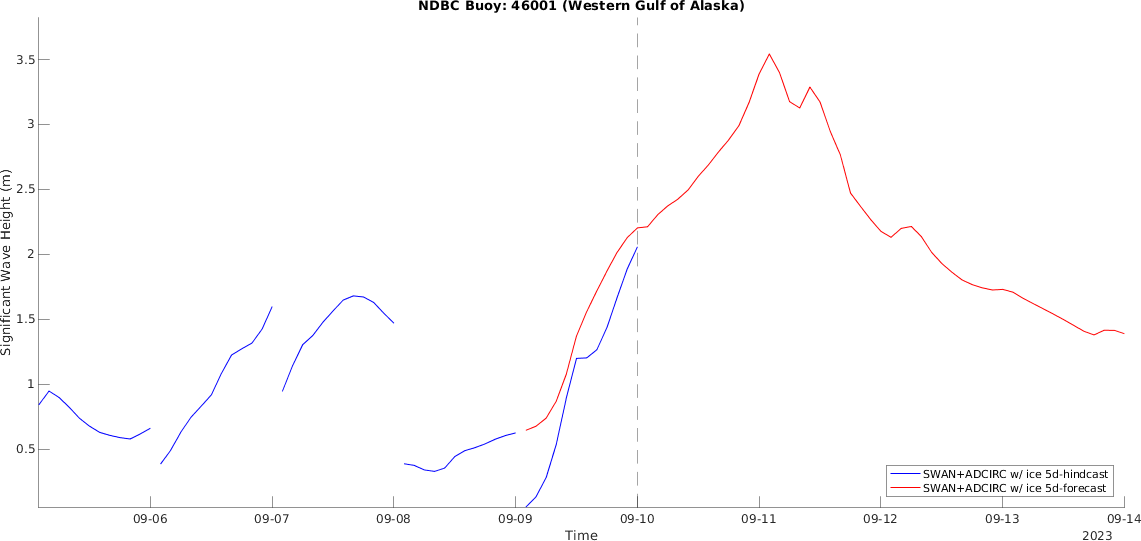 NDBC Buoy: 46001 (Western Gulf of Alaska)
Significant Wave Height (m)
3.5
3
2.5
2
1.5
1
0.5
SWAN+ADCIRC w/ ice 5d-hindcast
SWAN+ADCIRC w/ ice 5d-forecast
09-06 09-07 09-08 09-09 09-10 09-11 09-12 09-13 09-14
Time
2023